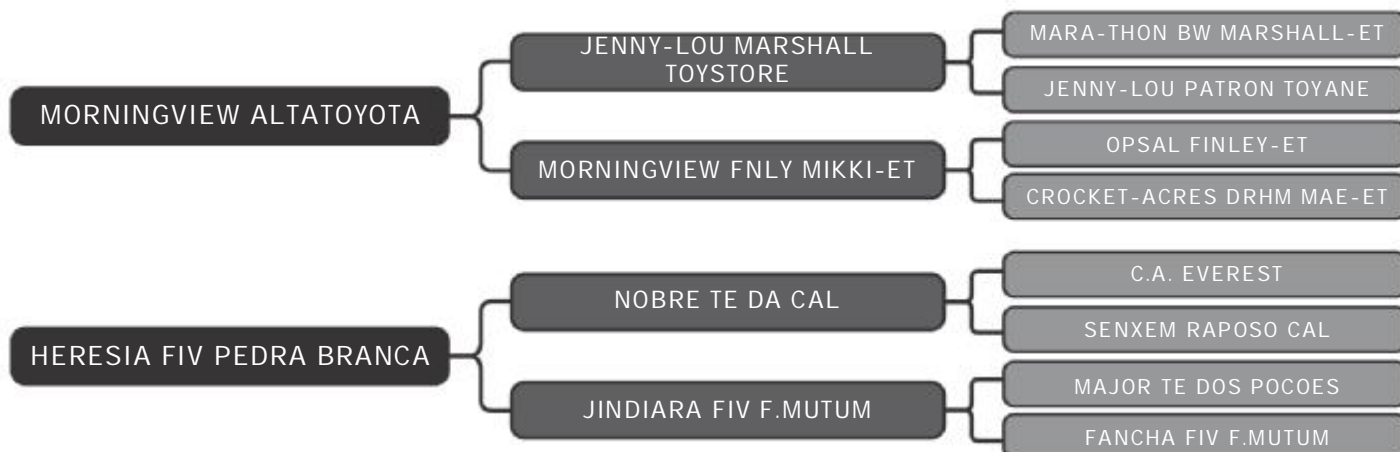 MORNINGVIEW ALTATOYOTA
JENNY-LOU MARSHALL
TOYSTORE
MARA-THON BW MARSHALL-ET
JENNY-LOU PATRON TOYANE
MORNINGVIEW FNLY MIKKI-ET
OPSAL FINLEY-ET
CROCKET-ACRES DRHM MAE-ET
HERESIA FIV PEDRA BRANCA
NOBRE TE DA CAL
C.A. EVEREST
SENXEM RAPOSO CAL
JINDIARA FIV F.MUTUM
MAJOR TE DOS POCOES
FANCHA FIV F.MUTUM